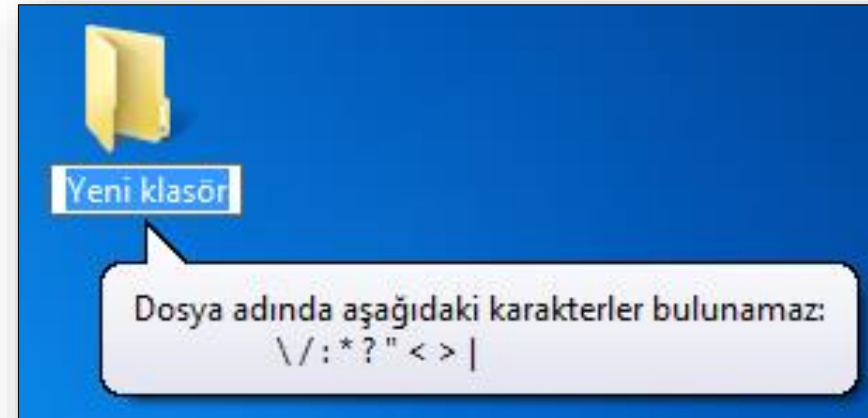 Yeni klasör
Dosya adında aşağıdaki karakterler bulunamaz:
\ / : * ? " < > |